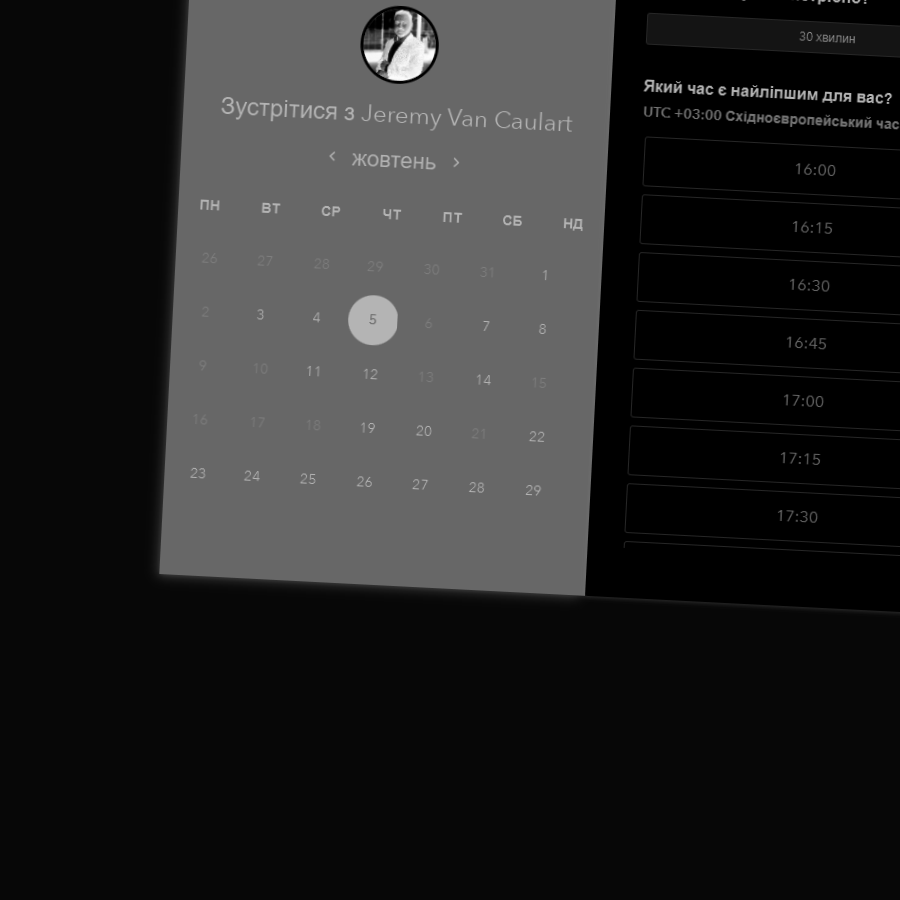 Зустрітися з Jeremy Van Caulart
жовтень
ПН ВТ СР ЧТ ПТ СБ НД
26 27 28 29 30 31 1
2 3 4 5 6 7 8
9 10 11 12 13 14 15
16 17 18 19 20 21 22
23 24 25 26 27 28 29
30 хвилин
Який час є найліпшим для вас?
UTC +03:00 Східноєвропейський час
16:00
16:15
16:30
16:45
17:00
17:15
17:30